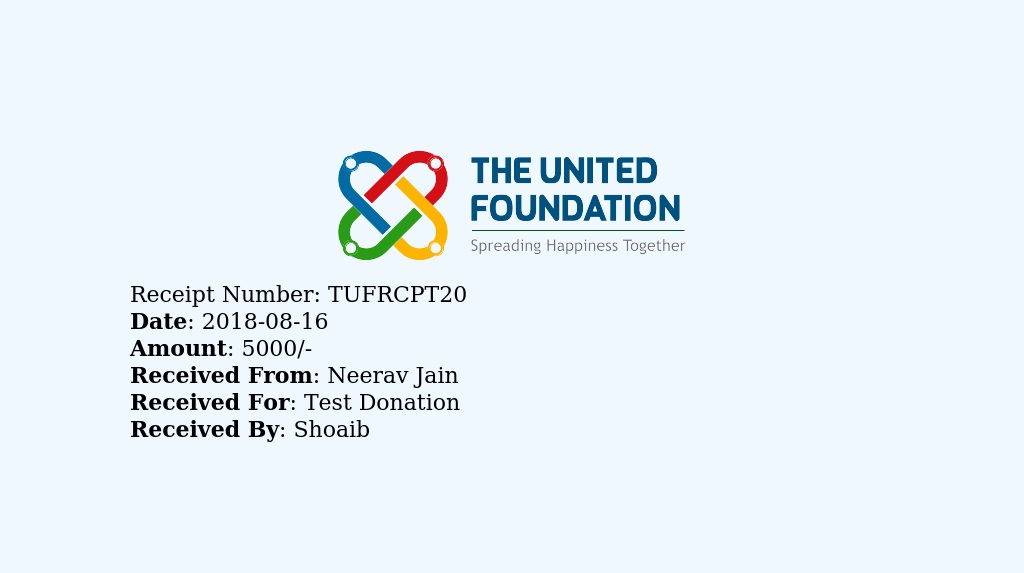 THE UNITED
FOUNDATION
Spreading Happiness Together
Receipt Number: TUFRCPT20
Date: 2018-08-16
Amount: 5000/-
Received From: Neerav Jain
Received For: Test Donation
Received By: Shoaib